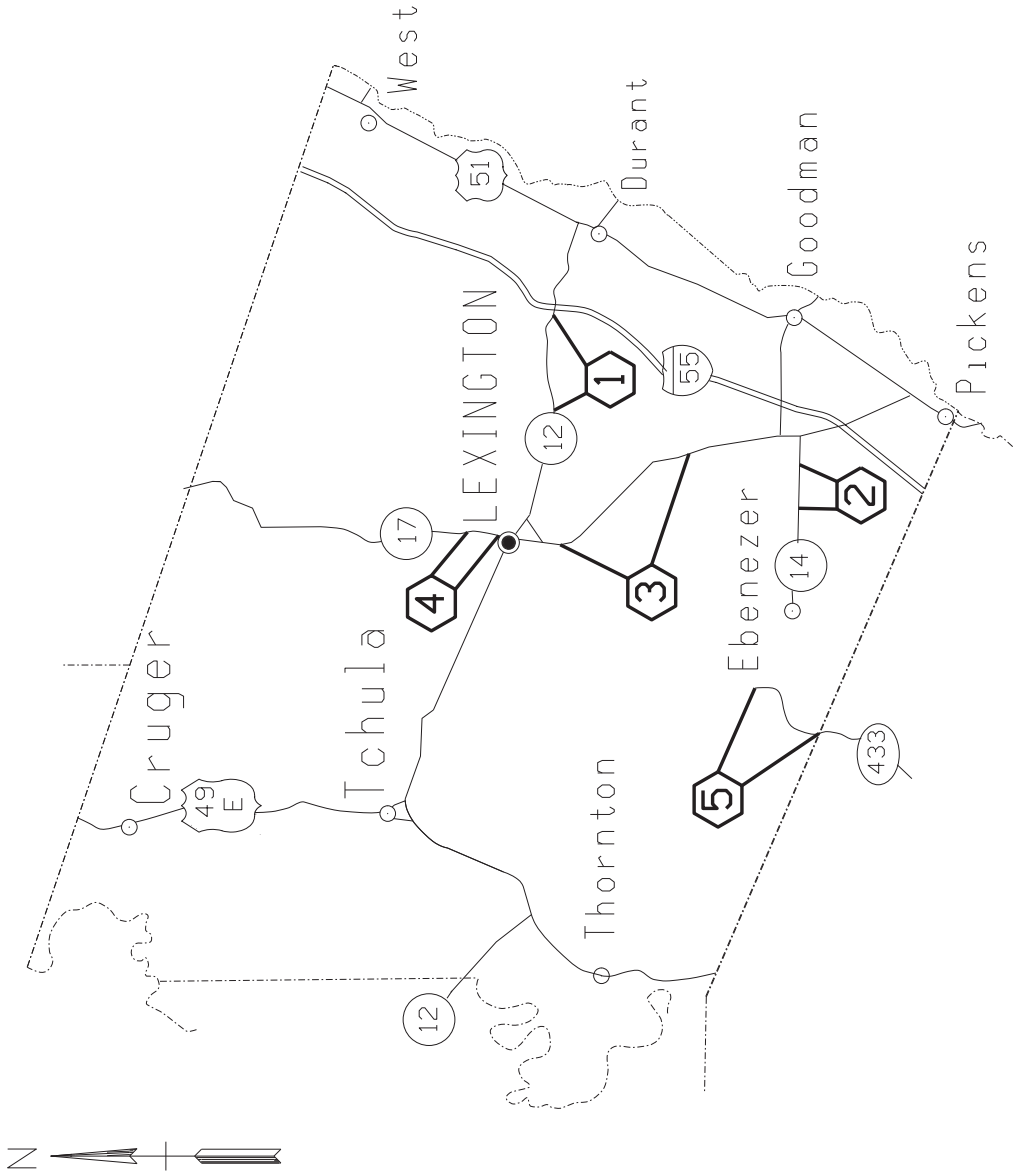 N
West
51
Durant
Goodman
Pickens
LEXINGTON
1
55
12
17
4
3
2
14
Ebenezer
Cruger
Tchula
49
E
5
433
Thornton
12